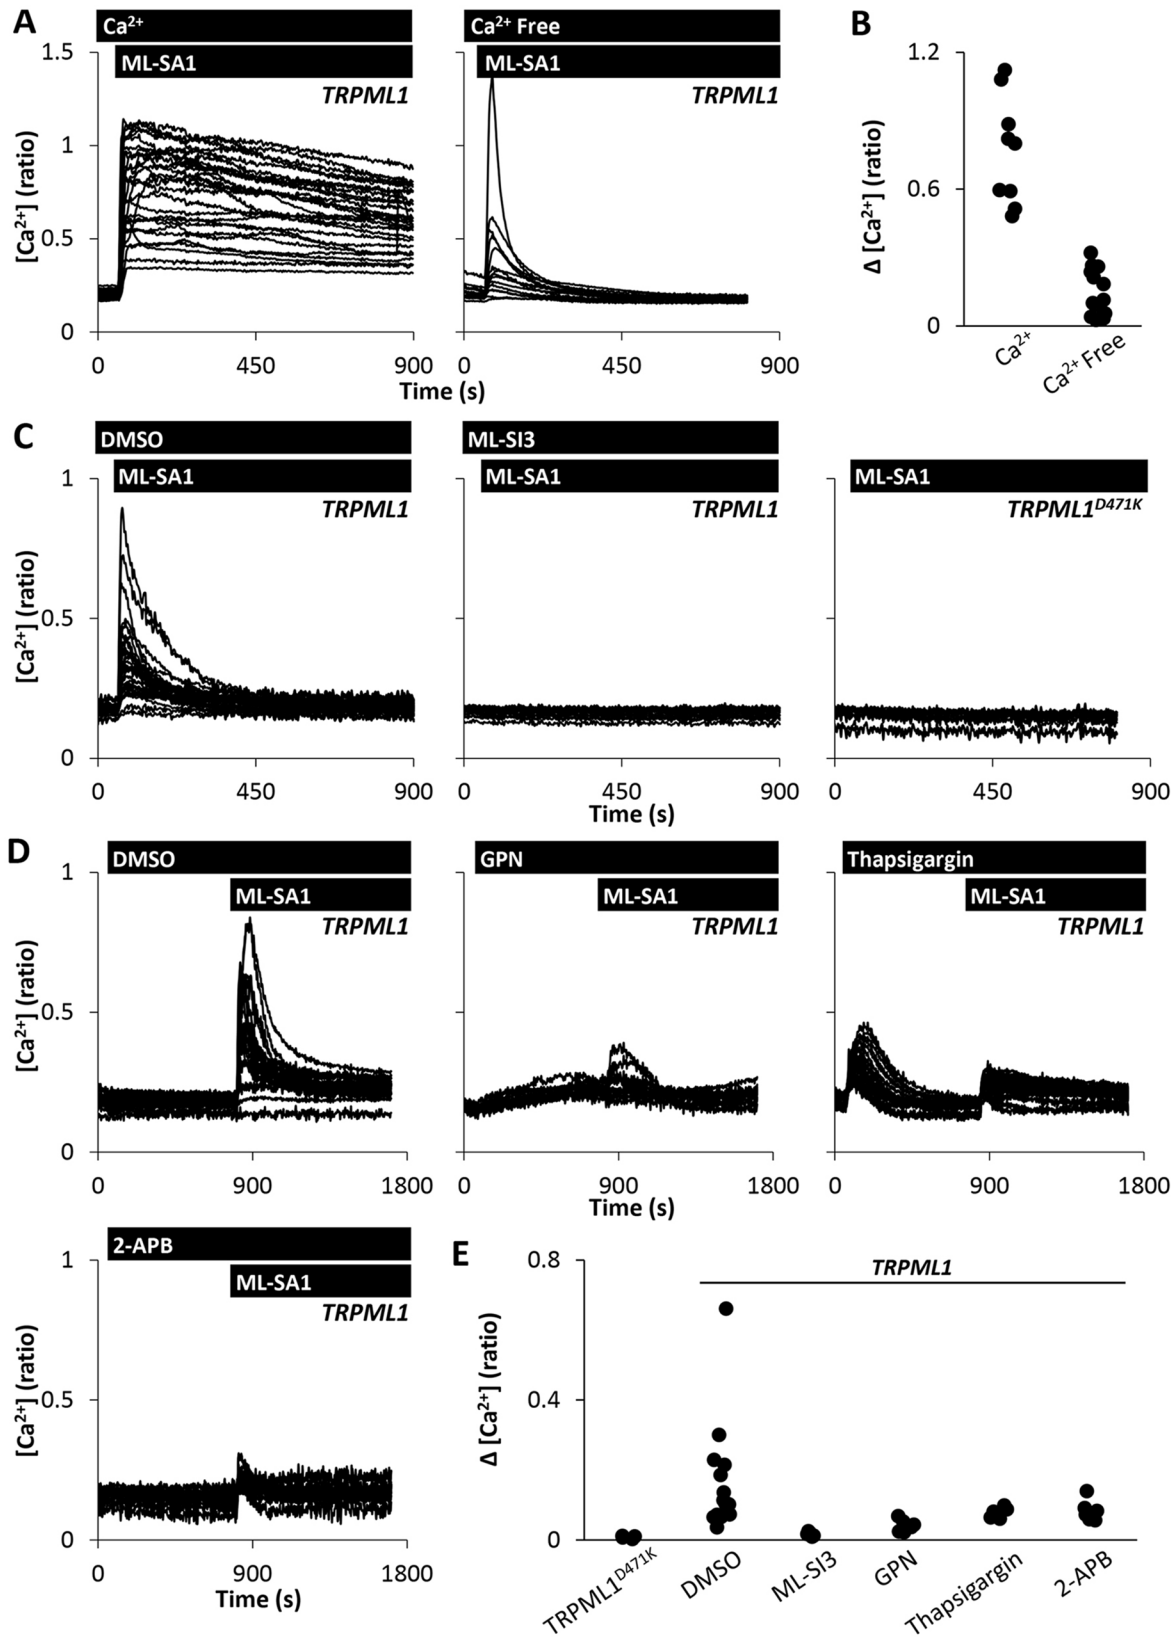 A
Ca²⁺
ML-SA1
TRPML1
1.5
1
0.5
0
[Ca²⁺] (ratio)
0
450
900
Ca²⁺ Free
ML-SA1
TRPML1
0
450
900
Time (s)
B
1.2
0.6
0
Δ [Ca²⁺] (ratio)
Ca²⁺
Ca²⁺ Free
C
DMSO
ML-SA1
TRPML1
1
0.5
0
[Ca²⁺] (ratio)
0
450
900
ML-SI3
ML-SA1
TRPML1
0
450
900
ML-SA1
TRPML1ᴰ⁴⁷¹ᴷ
0
450
900
Time (s)
D
DMSO
ML-SA1
TRPML1
1
0.5
0
[Ca²⁺] (ratio)
0
900
1800
GPN
ML-SA1
TRPML1
0
900
1800
Thapsigargin
ML-SA1
TRPML1
0
900
1800
Time (s)
2-APB
ML-SA1
TRPML1
1
0.5
0
[Ca²⁺] (ratio)
0
900
1800
Time (s)
E
TRPML1
0.8
0.4
0
Δ [Ca²⁺] (ratio)
TRPML1ᴰ⁴⁷¹ᴷ
DMSO
ML-SI3
GPN
Thapsigargin
2-APB